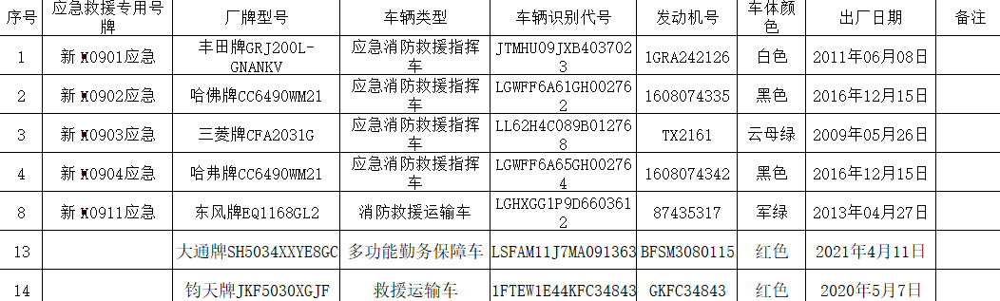 序号 应急救援专用号牌 厂牌型号 车辆类型 车辆识别代号 发动机号 车体颜色 出厂日期 备注
1 新M0901应急 丰田牌GRJ200L-GNANKV 应急消防救援指挥车 JTMHU09JXB4037023 1GRA242126 白色 2011年06月08日
2 新M0902应急 哈佛牌CC6490WM21 应急消防救援指挥车 LGWFF6A61GH002762 1608074335 黑色 2016年12月15日
3 新M0903应急 三菱牌CFA2031G 应急消防救援指挥车 LL62H4C089B012768 TX2161 云母绿 2009年05月26日
4 新M0904应急 哈弗牌CC6490WM21 应急消防救援指挥车 LGWFF6A65GH002764 1608074342 黑色 2016年12月15日
8 新M0911应急 东风牌EQ1168GL2 消防救援运输车 LGHXGG1P9D6603612 87435317 军绿 2013年04月27日
13 大通牌SH5034XXYE8GC 多功能勤务保障车 LSFAM11J7MA091363 BFSM3080115 红色 2021年4月11日
14 钧天牌JKF5030XGJF 救援运输车 1FTEW1E44KFC34843 GKFC34843 红色 2020年5月7日